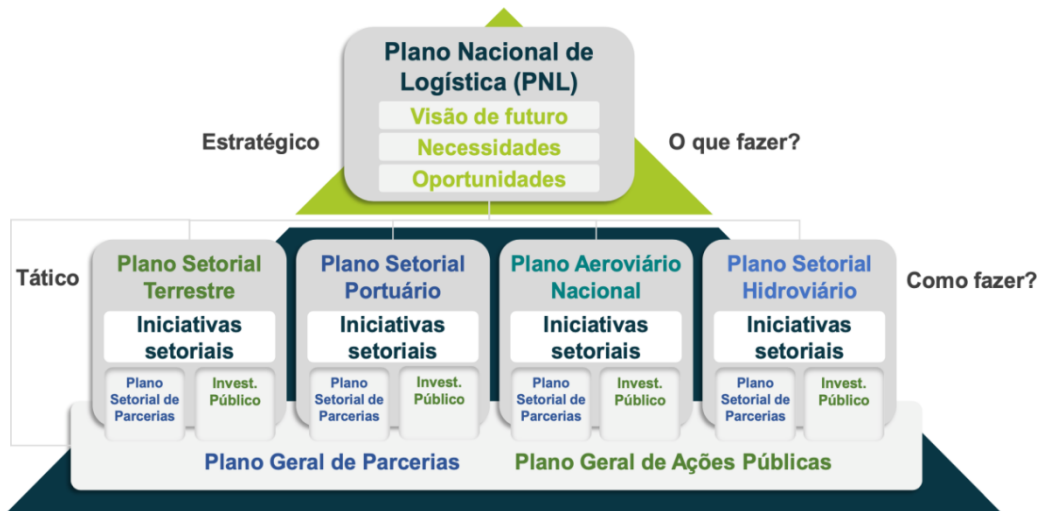 Plano Nacional de
Logística (PNL)
Visão de futuro
Necessidades
Oportunidades
Estratégico
O que fazer?
Tático
Como fazer?
Plano Setorial
Terrestre
Iniciativas
setoriais
Plano
Setorial de
Parcerias
Invest.
Público
Plano Setorial
Portuário
Iniciativas
setoriais
Plano
Setorial de
Parcerias
Invest.
Público
Plano Aeroviário
Nacional
Iniciativas
setoriais
Plano
Setorial de
Parcerias
Invest.
Público
Plano Setorial
Hidroviário
Iniciativas
setoriais
Plano
Setorial de
Parcerias
Invest.
Público
Plano Geral de Parcerias
Plano Geral de Ações Públicas